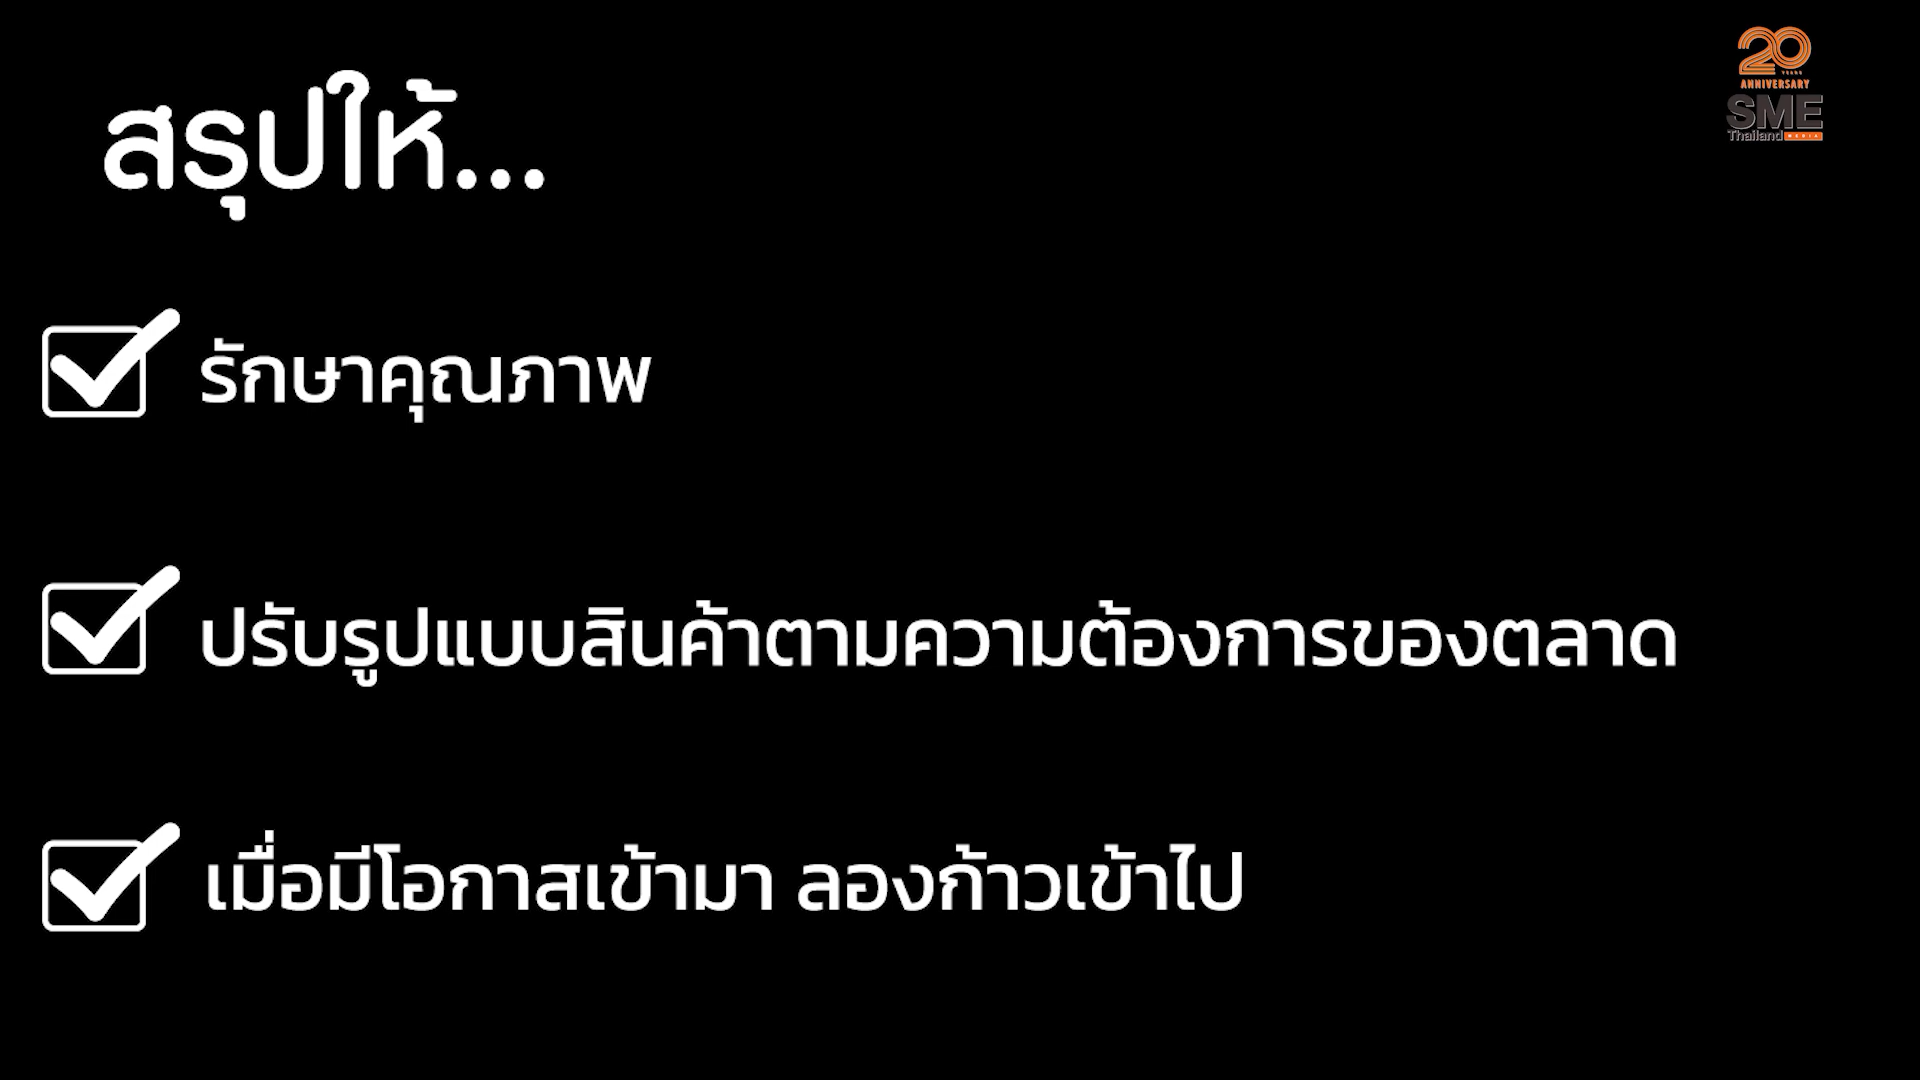 20
YEARS
ANNIVERSARY
SME
Thailand MEDIA
สรุปให้...
รักษาคุณภาพ
ปรับรูปแบบสินค้าตามความต้องการของตลาด
เมื่อมีโอกาสเข้ามา ลองก้าวเข้าไป